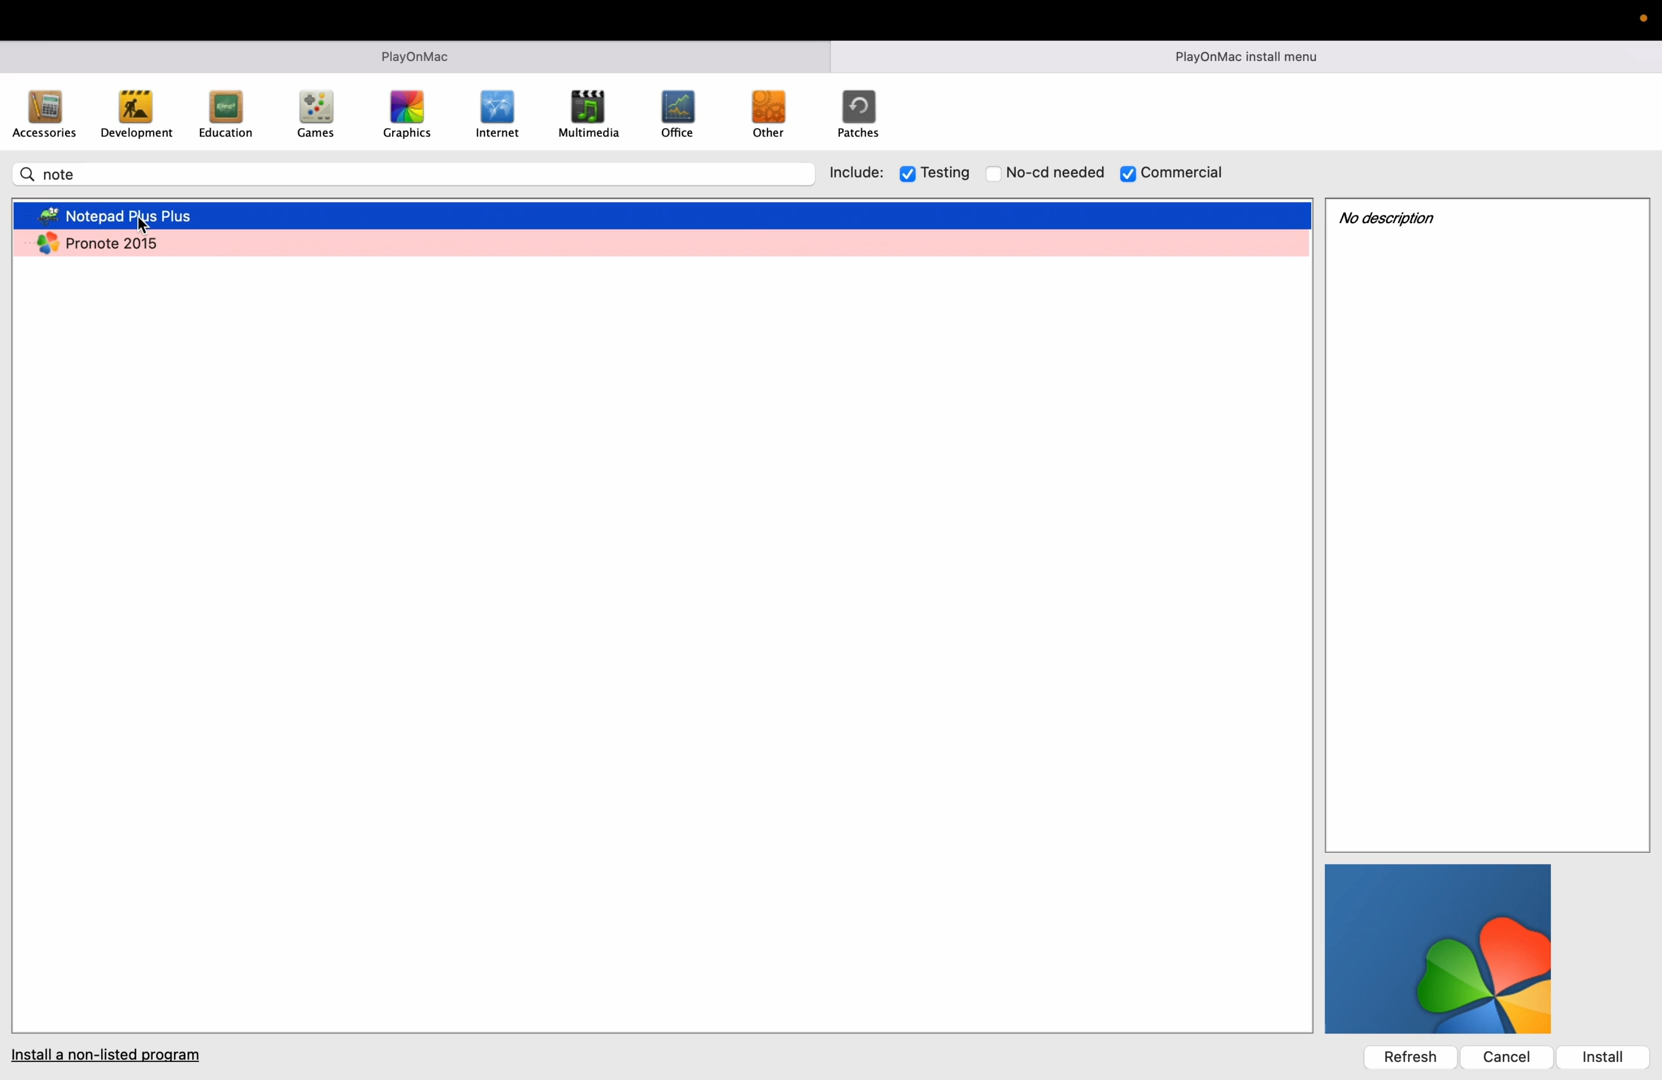 PlayOnMac
PlayOnMac install menu
Accessories
Development
Education
Games
Graphics
Internet
Multimedia
Office
Other
Patches
note
Include:
Testing
No-cd needed
Commercial
Notepad Plus Plus
Pronote 2015
No description
Install a non-listed program
Refresh
Cancel
Install